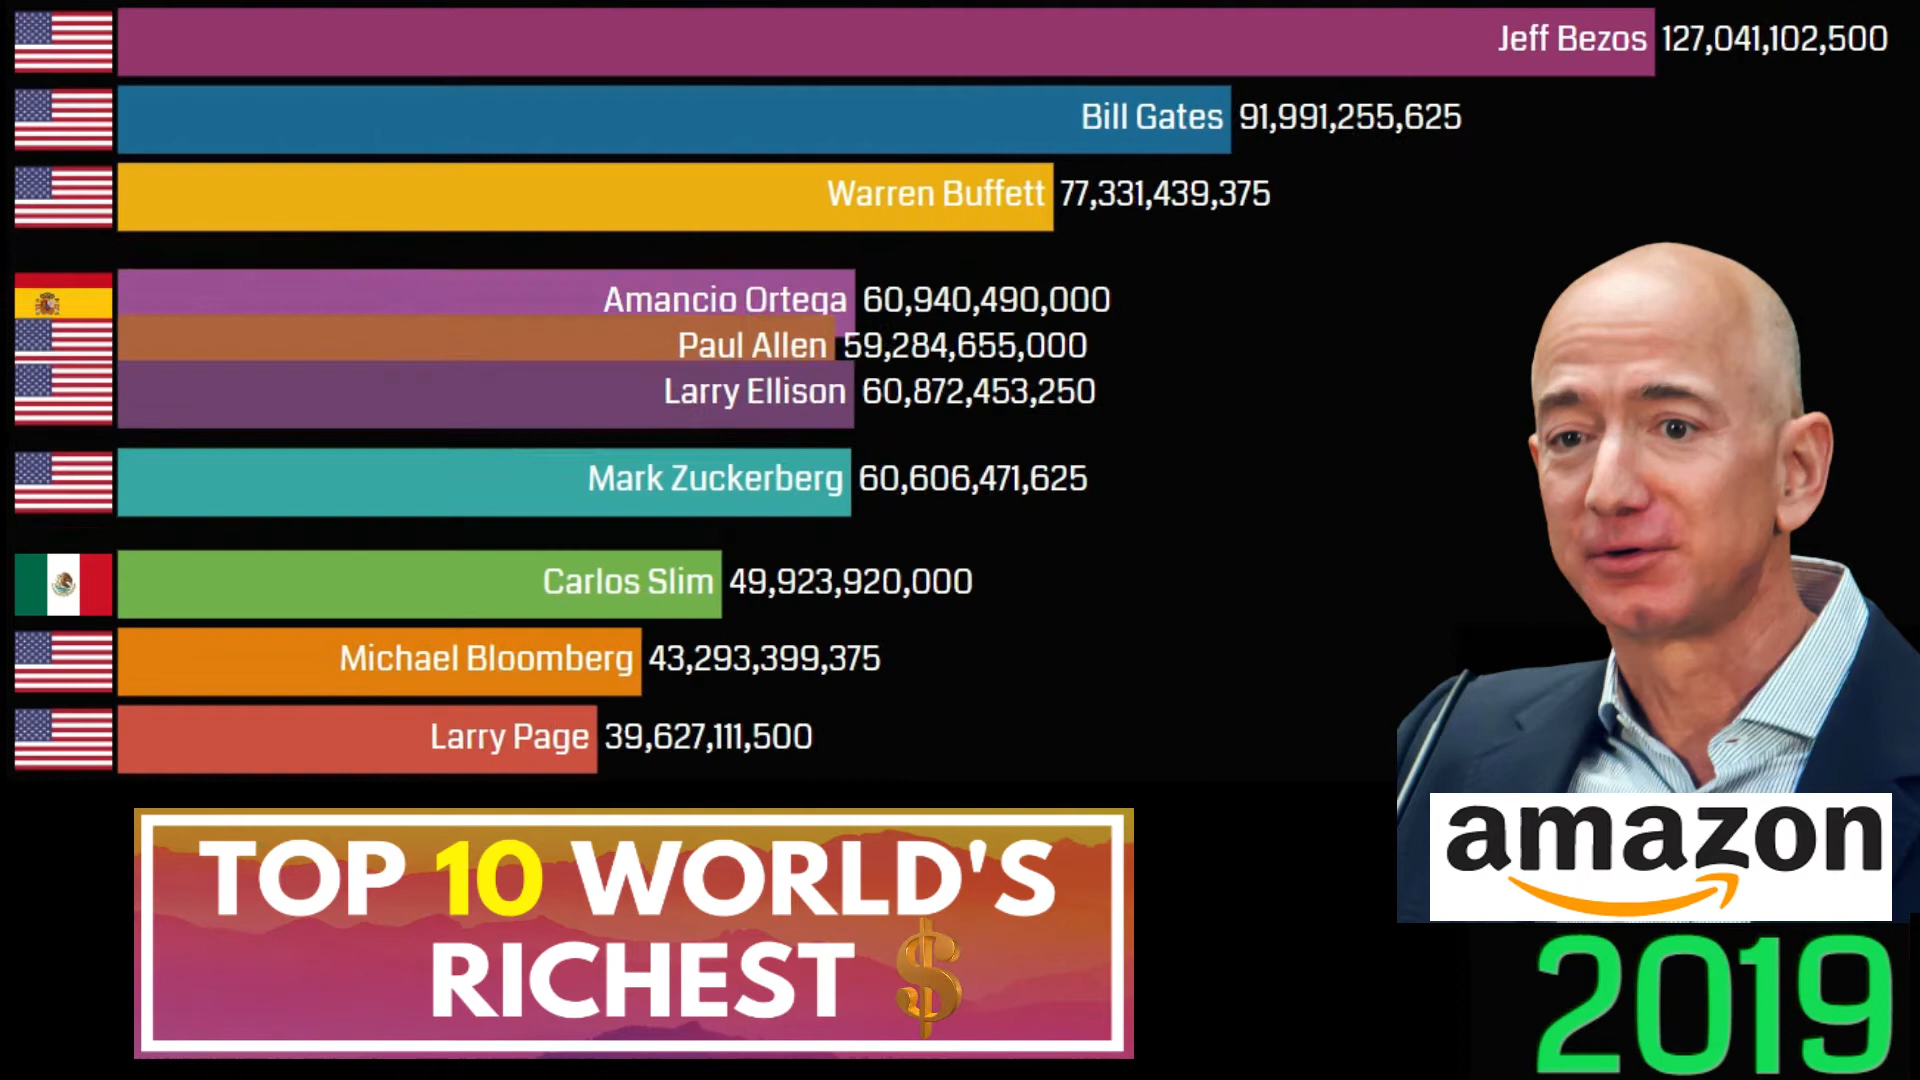 Jeff Bezos 127,041,102,500
Bill Gates 91,991,255,625
Warren Buffett 77,331,439,375
Amancio Ortega 60,940,490,000
Paul Allen 59,284,655,000
Larry Ellison 60,872,453,250
Mark Zuckerberg 60,606,471,625
Carlos Slim 49,923,920,000
Michael Bloomberg 43,293,399,375
Larry Page 39,627,111,500
TOP 10 WORLD'S
RICHEST $
amazon
2019